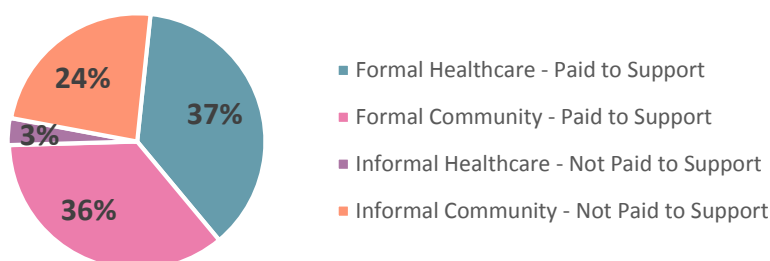 24%
37%
3%
36%
Formal Healthcare - Paid to Support
Formal Community - Paid to Support
Informal Healthcare - Not Paid to Support
Informal Community - Not Paid to Support